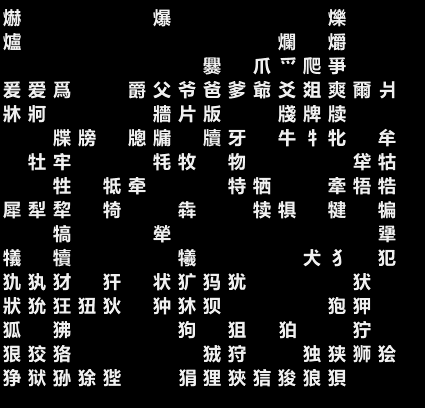 爀 爆 爍
爐 爛 爝
爨 爪 爫 爬 爭
爰 爱 爲 爵 父 爷 爸 爹 爺 爻 爼 爽 爾 爿
牀 牁 牆 片 版 牋 牌 牍
牒 牓 牕 牖 牘 牙 牛 牜 牝 牟
牡 牢 牦 牧 物 牮 牯
牲 牴 牵 特 牺 牽 牾 牿
犀 犁 犂 犄 犇 犊 犋 犍 犏
犒 犖 犟
犠 犢 犧 犬 犭 犯
犰 犱 犲 犴 状 犷 犸 犹 犾
狀 狁 狂 狃 狄 狆 狇 狈 狍 狎
狐 狒 狗 狙 狛 狞
狠 狡 狢 狨 狩 独 狭 狮 狯
狰 狱 狲 狳 狴 狷 狸 狹 狺 狻 狼 狽